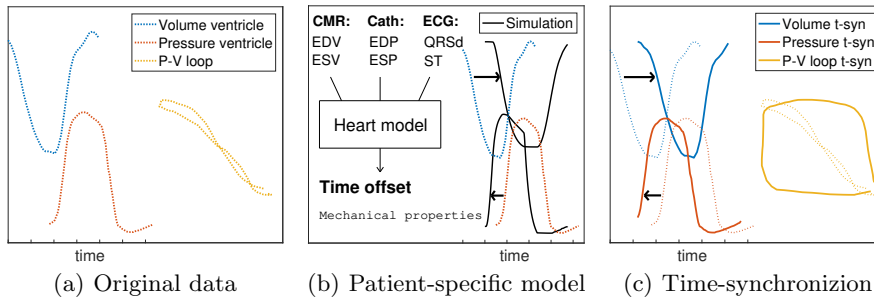 Volume ventricle
Pressure ventricle
P-V loop
time
(a) Original data
CMR: Cath: ECG:
EDV EDP QRSd
ESV ESP ST
Simulation
Heart model
Time offset
Mechanical properties
time
(b) Patient-specific model
Volume t-syn
Pressure t-syn
P-V loop t-syn
time
(c) Time-synchronizion